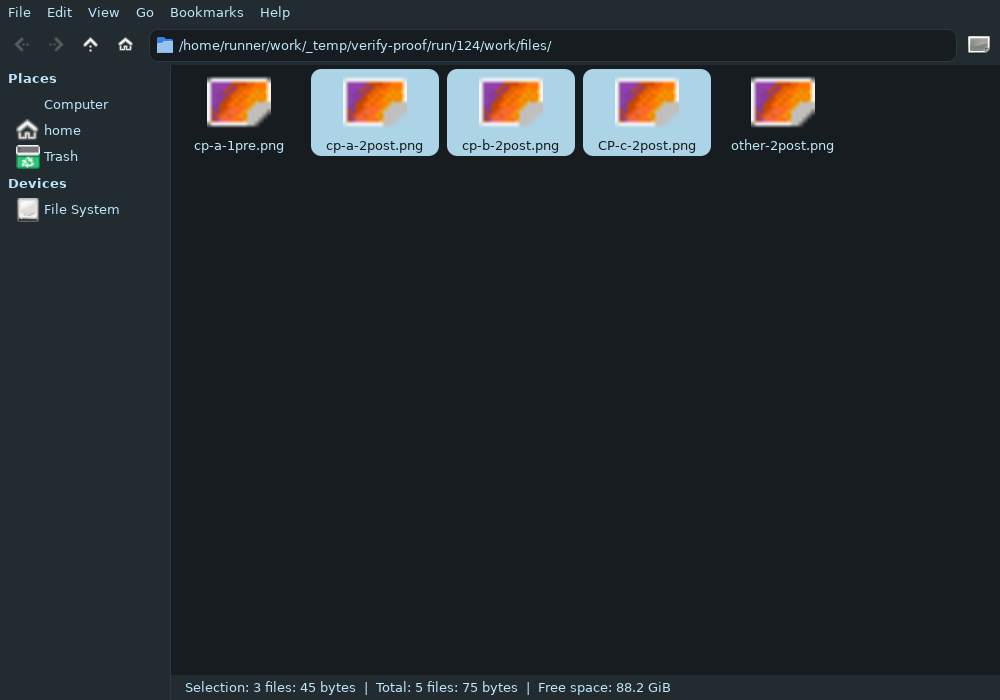 File Edit View Go Bookmarks Help
/home/runner/work/_temp/verify-proof/run/124/work/files/
Places
Computer
home
Trash
Devices
File System
cp-a-1pre.png cp-a-2post.png cp-b-2post.png CP-c-2post.png other-2post.png
Selection: 3 files: 45 bytes | Total: 5 files: 75 bytes | Free space: 88.2 GiB